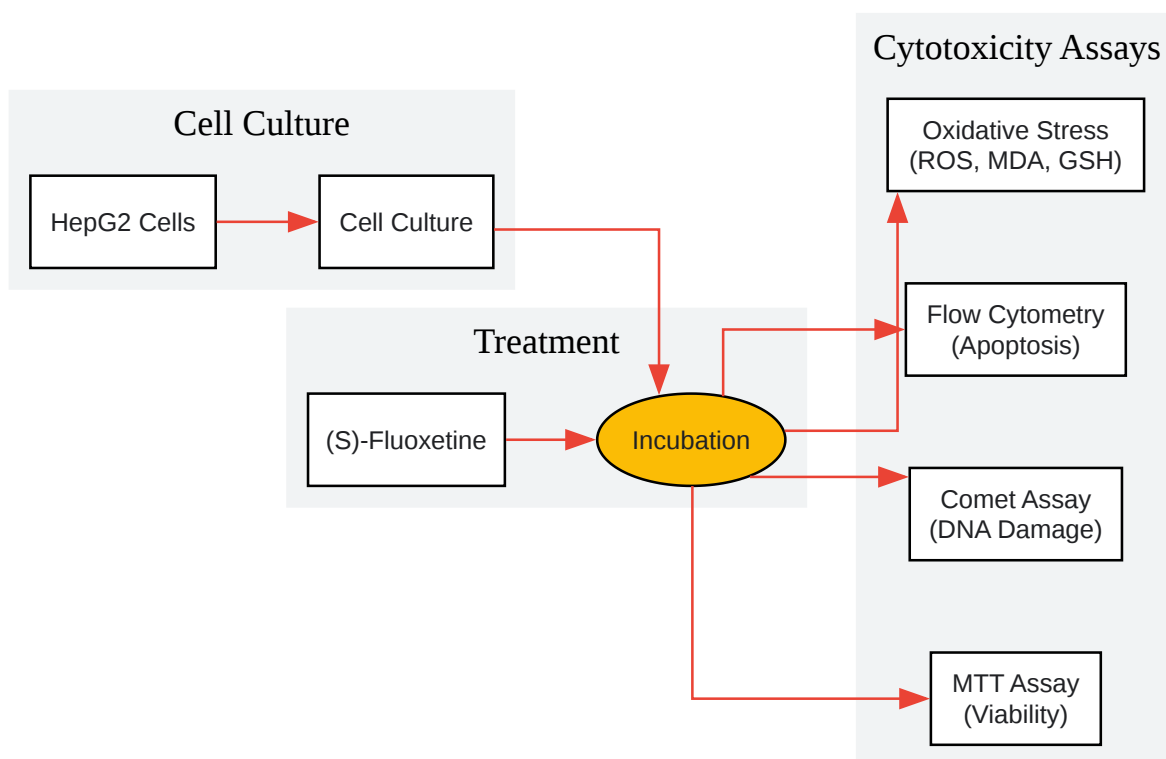 Cytotoxicity Assays
Oxidative Stress
(ROS, MDA, GSH)
Cell Culture
HepG2 Cells
Cell Culture
Flow Cytometry
(Apoptosis)
Treatment
(S)-Fluoxetine
Incubation
Comet Assay
(DNA Damage)
MTT Assay
(Viability)